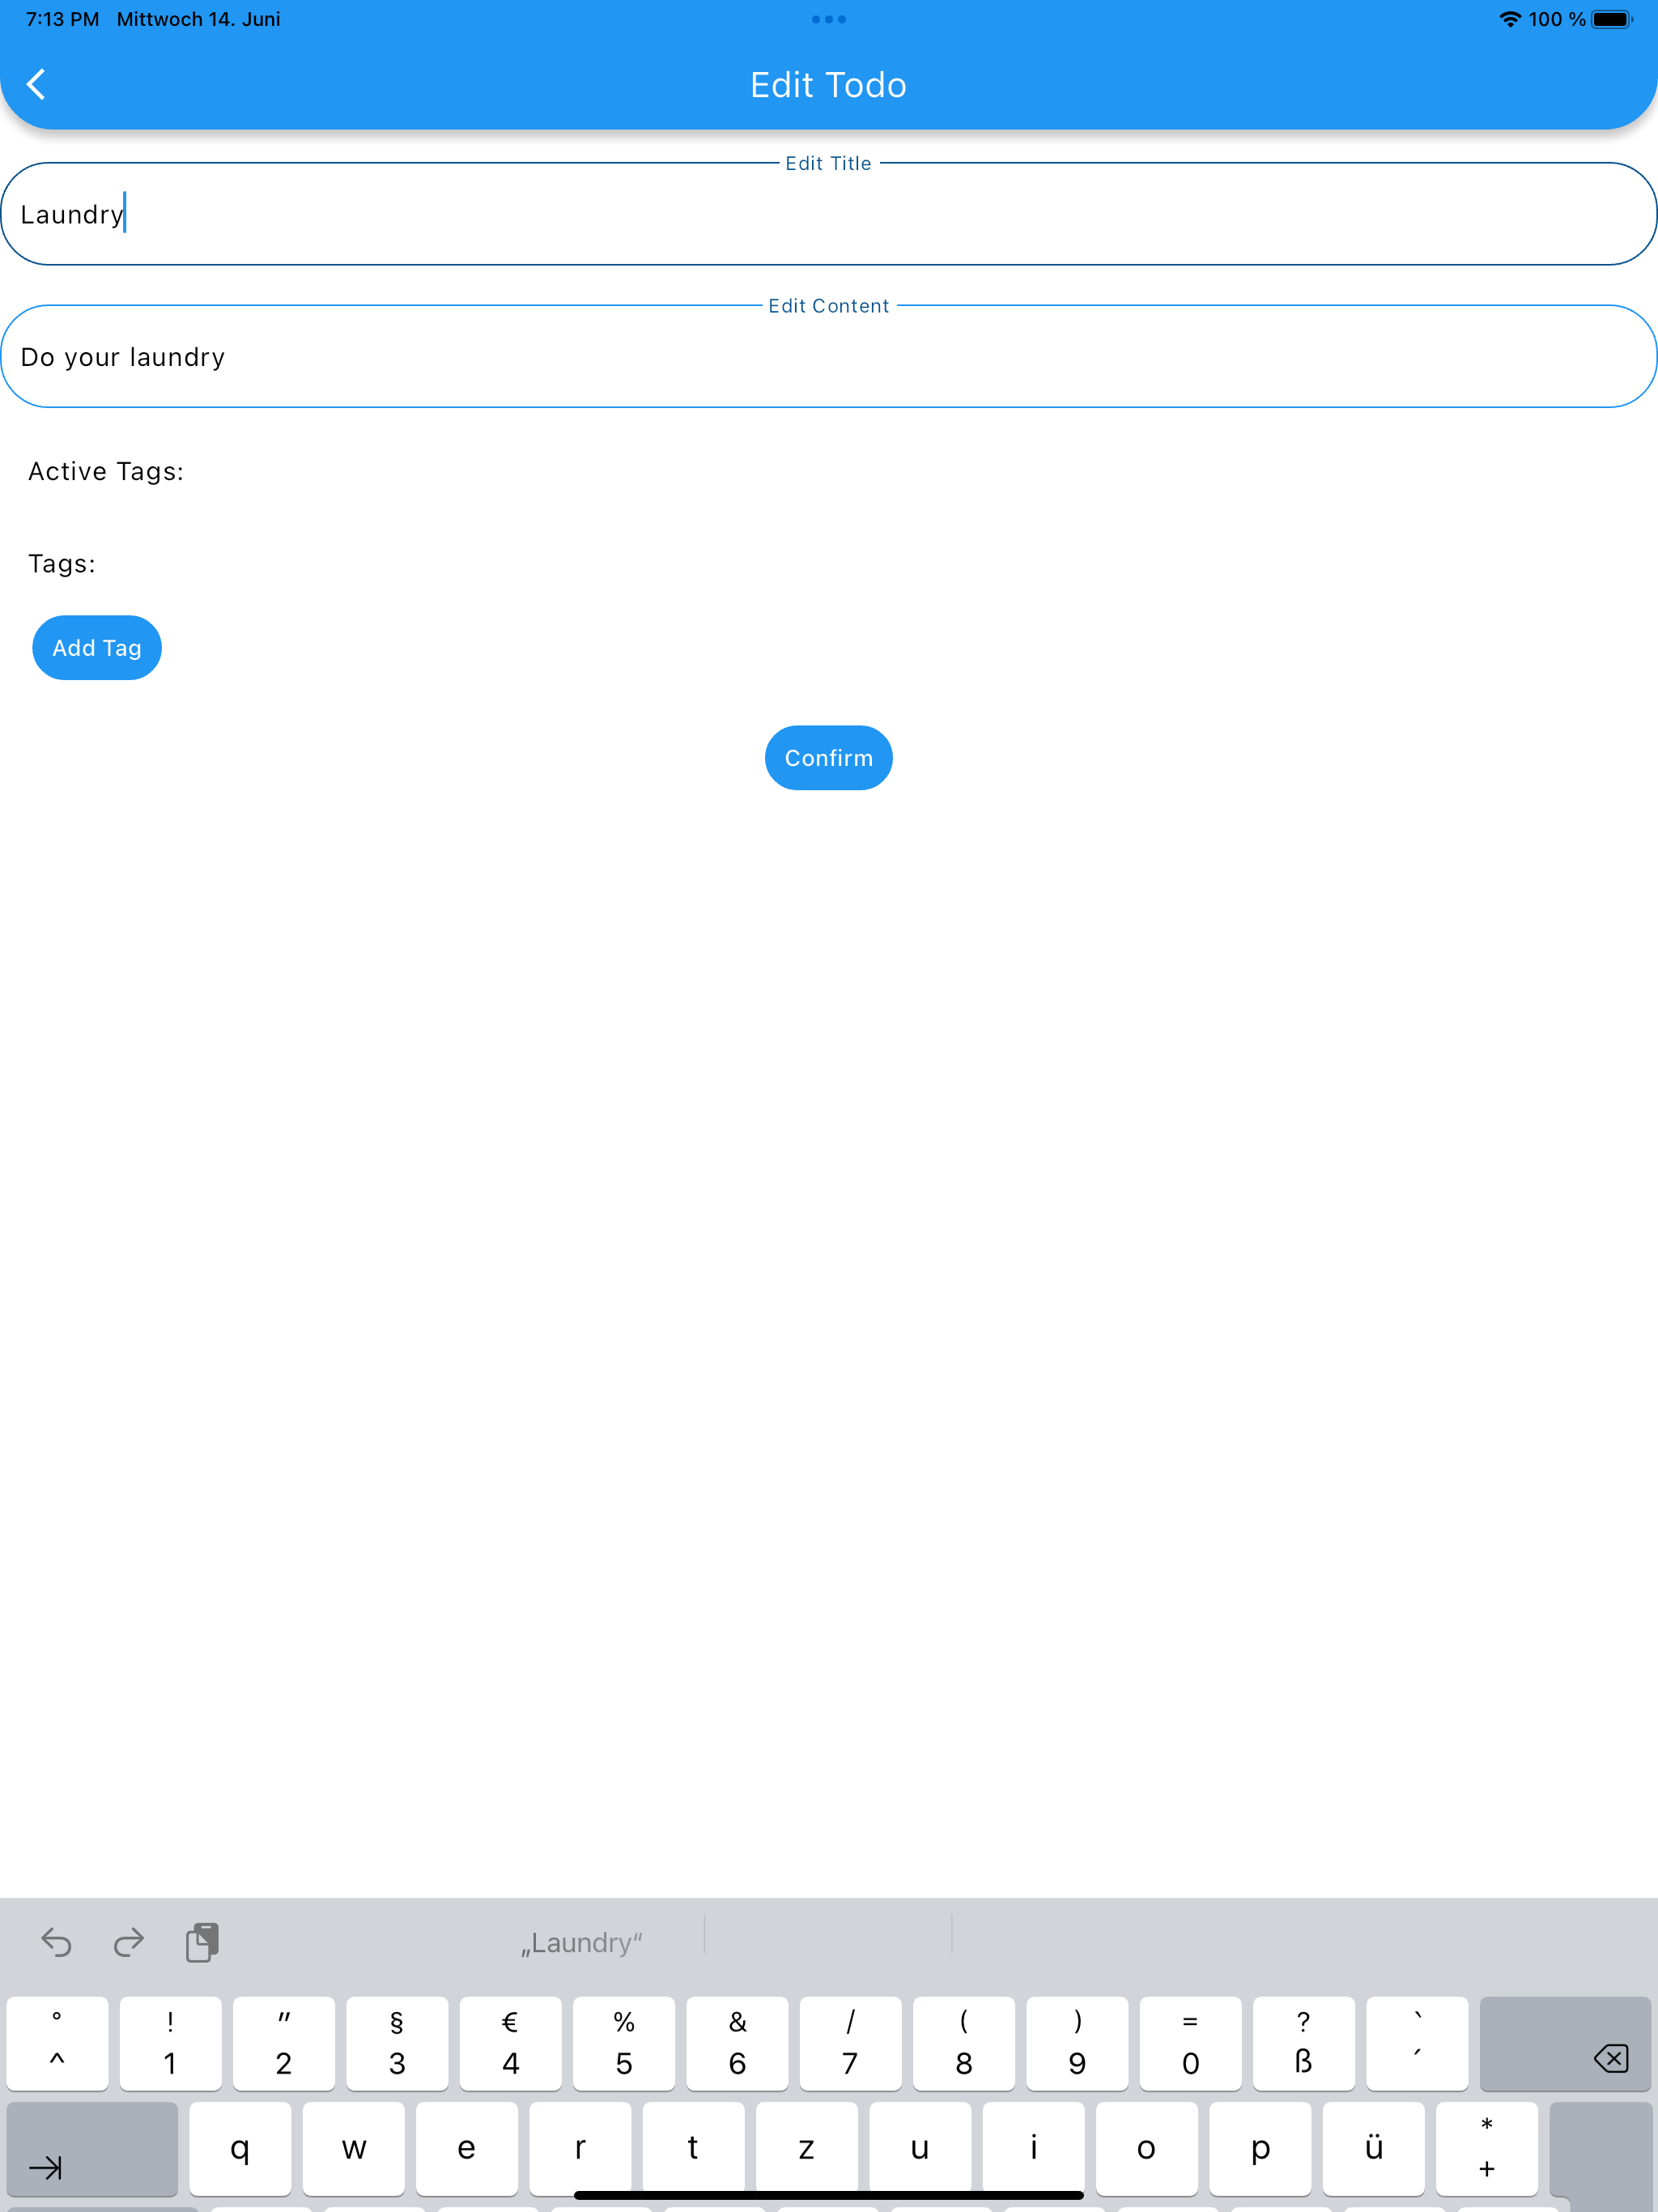 7:13 PM Mittwoch 14. Juni 100 %
Edit Todo
Edit Title
Laundry
Edit Content
Do your laundry
Active Tags:
Tags:
Add Tag
Confirm
„Laundry“
° ! " § € % & / ( ) = ? `
^ 1 2 3 4 5 6 7 8 9 0 ß ´
q w e r t z u i o p ü *
+